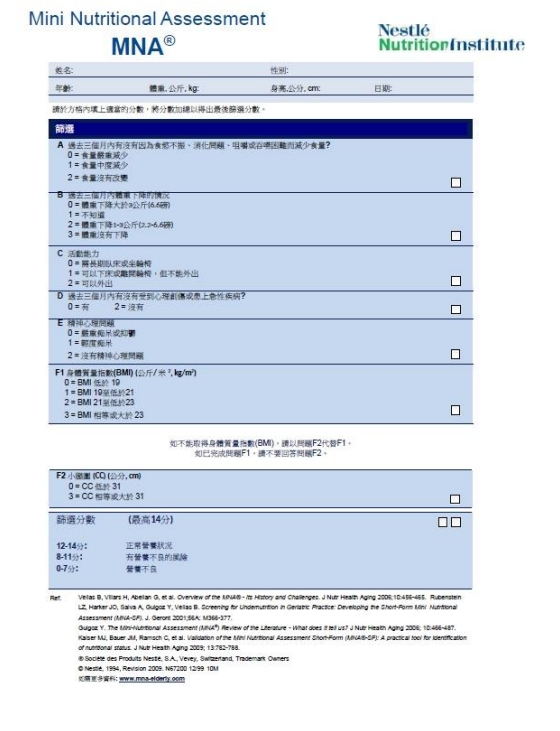 Mini Nutritional Assessment
MNA®
Nestlé
NutritionInstitute
姓名: 性別:
年齡: 體重, 公斤, kg: 身高, 公分, cm: 日期:
請於方格內填上適當的分數，將分數加總以得出最後篩選分數。
篩選
A 過去三個月內有沒有因為食慾不振、消化問題、咀嚼或吞嚥困難而減少食量?
0 = 食量嚴重減少
1 = 食量中度減少
2 = 食量沒有改變
B 過去三個月內體重下降的情況
0 = 體重下降大於3公斤(6.6磅)
1 = 不知道
2 = 體重下降1-3公斤(2.2-6.6磅)
3 = 體重沒有下降
C 活動能力
0 = 需長期臥床或坐輪椅
1 = 可以下床或離開輪椅，但不能外出
2 = 可以外出
D 過去三個月內有沒有受到心理創傷或患上急性疾病?
0 = 有 2 = 沒有
E 精神心理問題
0 = 嚴重痴呆或抑鬱
1 = 輕度痴呆
2 = 沒有精神心理問題
F1 身體質量指數(BMI) (公斤/ 米 ², kg/m²)
0 = BMI 低於 19
1 = BMI 19至低於21
2 = BMI 21至低於23
3 = BMI 相等或大於 23
如不能取得身體質量指數(BMI)，請以問題F2代替F1。
如已完成問題F1，請不要回答問題F2。
F2 小腿圍 (CC) (公分, cm)
0 = CC 低於 31
3 = CC 相等或大於 31
篩選分數 (最高14分)
12-14分: 正常營養狀況
8-11分: 有營養不良的風險
0-7分: 營養不良
Ref. Vellas B, Villars H, Abellan G, et al. Overview of the MNA® - Its History and Challenges. J Nutr Health Aging 2006;10:456-465. Rubenstein
LZ, Harker JO, Salva A, Guigoz Y, Vellas B. Screening for Undernutrition in Geriatric Practice: Developing the Short-Form Mini Nutritional
Assessment (MNA-SF). J. Geront 2001;56A: M366-377.
Guigoz Y. The Mini-Nutritional Assessment (MNA®) Review of the Literature - What does it tell us? J Nutr Health Aging 2006; 10:466-487.
Kaiser MJ, Bauer JM, Ramsch C, et al. Validation of the Mini Nutritional Assessment Short-Form (MNA®-SF): A practical tool for identification
of nutritional status. J Nutr Health Aging 2009; 13:782-788.
® Société des Produits Nestlé, S.A., Vevey, Switzerland, Trademark Owners
© Nestlé, 1994, Revision 2009. N67200 12/99 10M
如需更多資料: www.mna-elderly.com